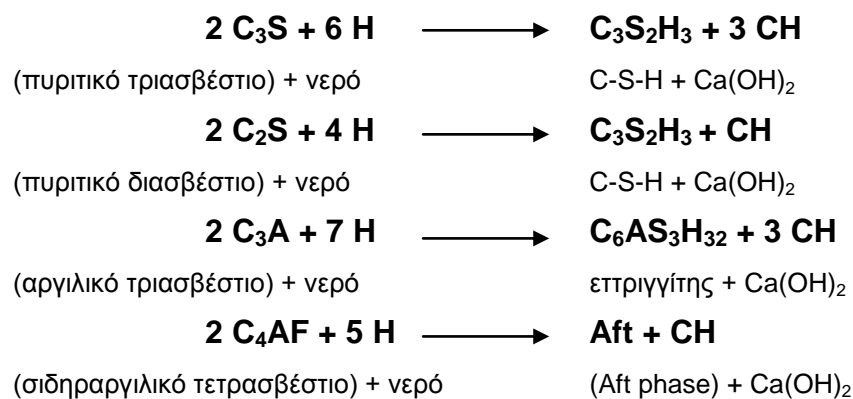 2 C₃S + 6 H ⟶ C₃S₂H₃ + 3 CH
(πυριτικό τριασβέστιο) + νερό C-S-H + Ca(OH)₂
2 C₂S + 4 H ⟶ C₃S₂H₃ + CH
(πυριτικό διασβέστιο) + νερό C-S-H + Ca(OH)₂
2 C₃A + 7 H ⟶ C₆AS₃H₃₂ + 3 CH
(αργιλικό τριασβέστιο) + νερό εττριγγίτης + Ca(OH)₂
2 C₄AF + 5 H ⟶ Aft + CH
(σιδηραργιλικό τετρασβέστιο) + νερό (Aft phase) + Ca(OH)₂